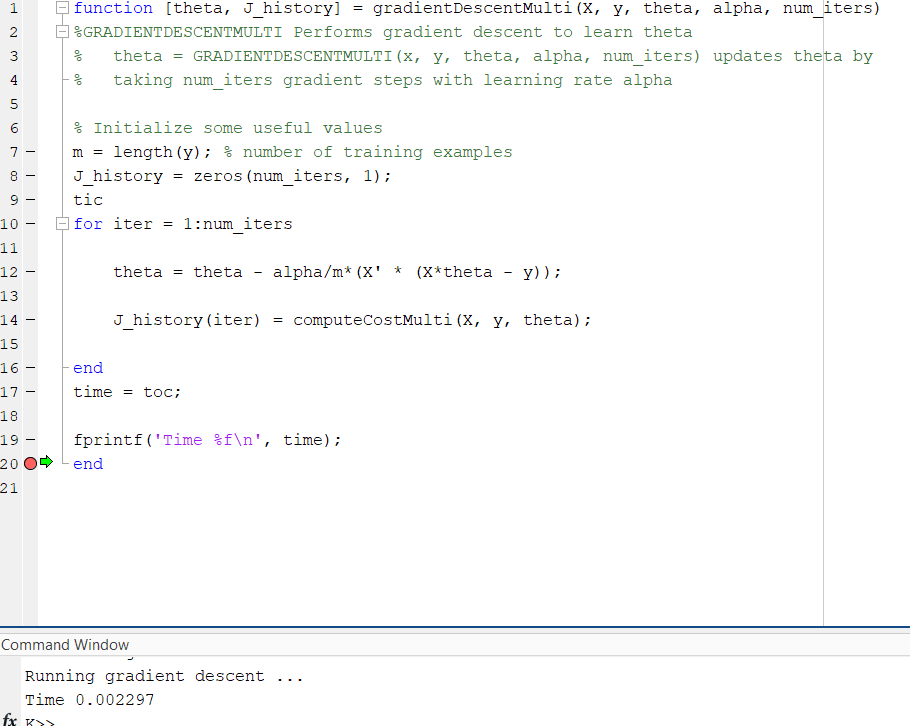 1 function [theta, J_history] = gradientDescentMulti(X, y, theta, alpha, num_iters)
2 %GRADIENTDESCENTMULTI Performs gradient descent to learn theta
3 %   theta = GRADIENTDESCENTMULTI(x, y, theta, alpha, num_iters) updates theta by
4 %   taking num_iters gradient steps with learning rate alpha
5
6 % Initialize some useful values
7 – m = length(y); % number of training examples
8 – J_history = zeros(num_iters, 1);
9 – tic
10 – for iter = 1:num_iters
11
12 –     theta = theta - alpha/m*(X' * (X*theta - y));
13
14 –     J_history(iter) = computeCostMulti(X, y, theta);
15
16 – end
17 – time = toc;
18
19 – fprintf('Time %f\n', time);
20 end
21
Command Window
Running gradient descent ...
Time 0.002297
fx K>>